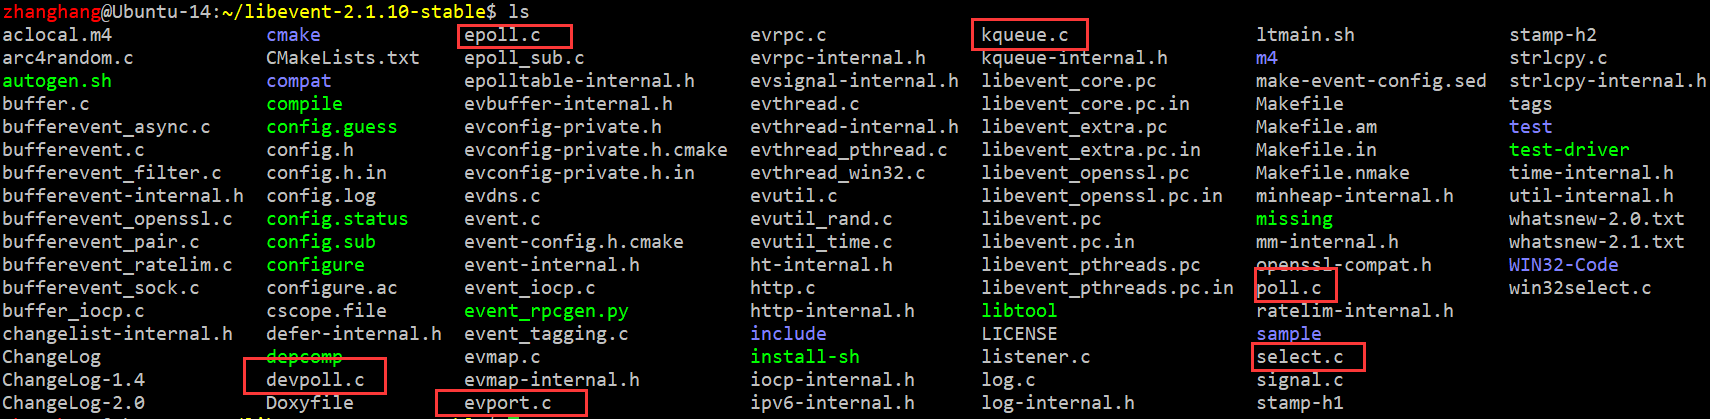 zhanghang@Ubuntu-14:~/libevent-2.1.10-stable$ ls
aclocal.m4 cmake epoll.c evrpc.c kqueue.c ltmain.sh stamp-h2
arc4random.c CMakeLists.txt epoll_sub.c evrpc-internal.h kqueue-internal.h m4 strlcpy.c
autogen.sh compat epolltable-internal.h evsignal-internal.h libevent_core.pc make-event-config.sed strlcpy-internal.h
buffer.c compile evbuffer-internal.h evthread.c libevent_core.pc.in Makefile tags
bufferevent_async.c config.guess evconfig-private.h evthread-internal.h libevent_extra.pc Makefile.am test
bufferevent.c config.h evconfig-private.h.cmake evthread_pthread.c libevent_extra.pc.in Makefile.in test-driver
bufferevent_filter.c config.h.in evconfig-private.h.in evthread_win32.c libevent_openssl.pc Makefile.nmake time-internal.h
bufferevent-internal.h config.log evdns.c evutil.c libevent_openssl.pc.in minheap-internal.h util-internal.h
bufferevent_openssl.c config.status event.c evutil_rand.c libevent.pc missing whatsnew-2.0.txt
bufferevent_pair.c config.sub event-config.h.cmake evutil_time.c libevent.pc.in mm-internal.h whatsnew-2.1.txt
bufferevent_ratelim.c configure event-internal.h ht-internal.h libevent_pthreads.pc openssl-compat.h WIN32-Code
bufferevent_sock.c configure.ac event_iocp.c http.c libevent_pthreads.pc.in poll.c win32select.c
buffer_iocp.c cscope.file event_rpcgen.py http-internal.h libtool ratelim-internal.h
changelist-internal.h defer-internal.h event_tagging.c include LICENSE sample
ChangeLog depcomp evmap.c install-sh listener.c select.c
ChangeLog-1.4 devpoll.c evmap-internal.h iocp-internal.h log.c signal.c
ChangeLog-2.0 Doxyfile evport.c ipv6-internal.h log-internal.h stamp-h1